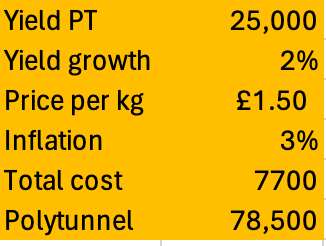 Yield PT 25,000
Yield growth 2%
Price per kg £1.50
Inflation 3%
Total cost 7700
Polytunnel 78,500